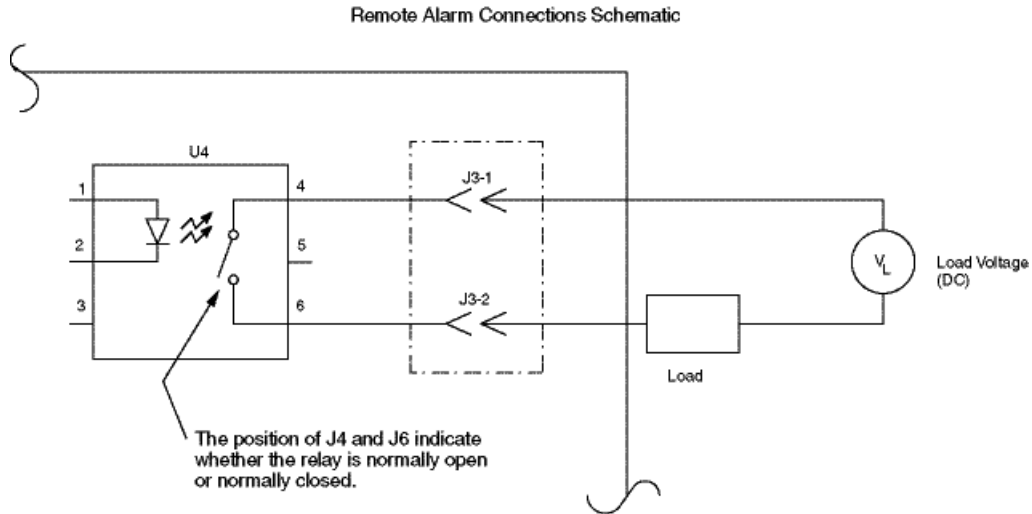 Remote Alarm Connections Schematic
U4
1
2
3
4
5
6
J3-1
J3-2
VL
Load Voltage
(DC)
Load
The position of J4 and J6 indicate
whether the relay is normally open
or normally closed.